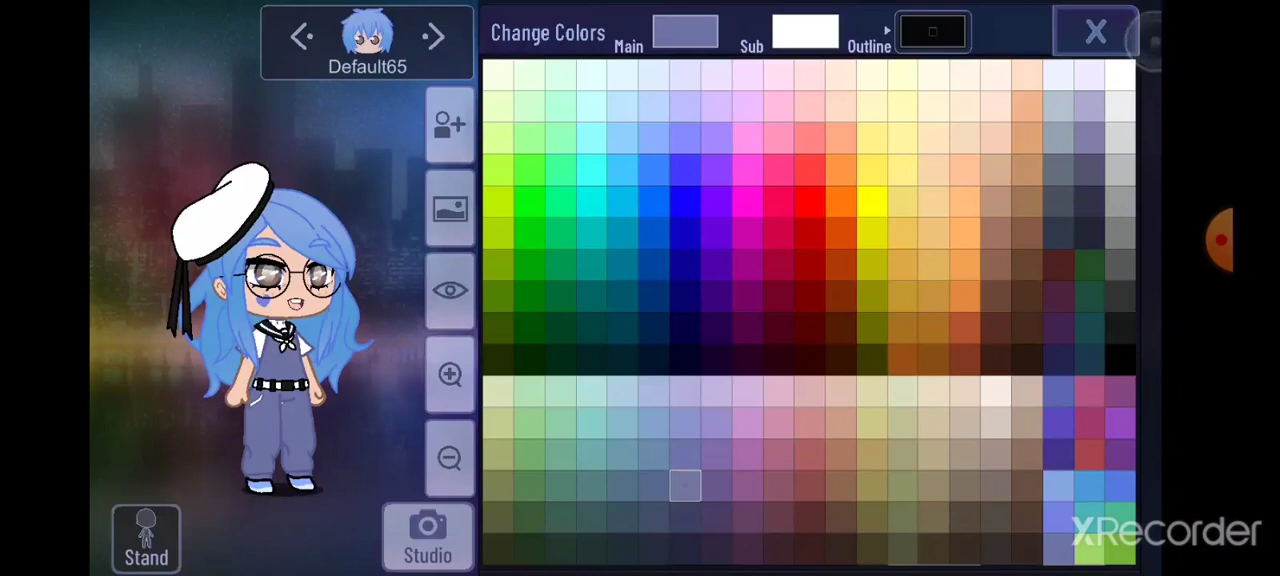 Default65
Change Colors
Main
Sub
Outline
X
Stand
Studio
XRecorder